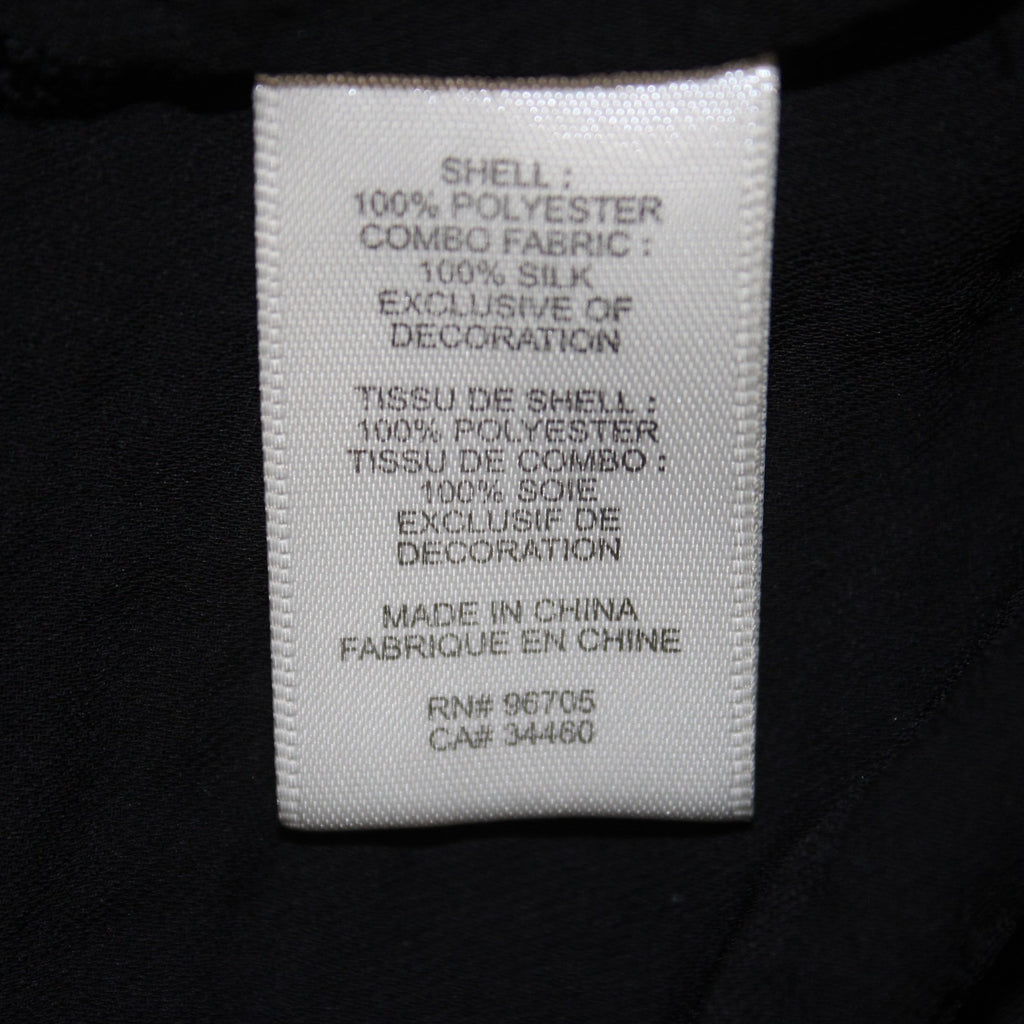 SHELL :
100% POLYESTER
COMBO FABRIC :
100% SILK
EXCLUSIVE OF
DECORATION
TISSU DE SHELL :
100% POLYESTER
TISSU DE COMBO :
100% SOIE
EXCLUSIF DE
DECORATION
MADE IN CHINA
FABRIQUE EN CHINE
RN# 96705
CA# 34460